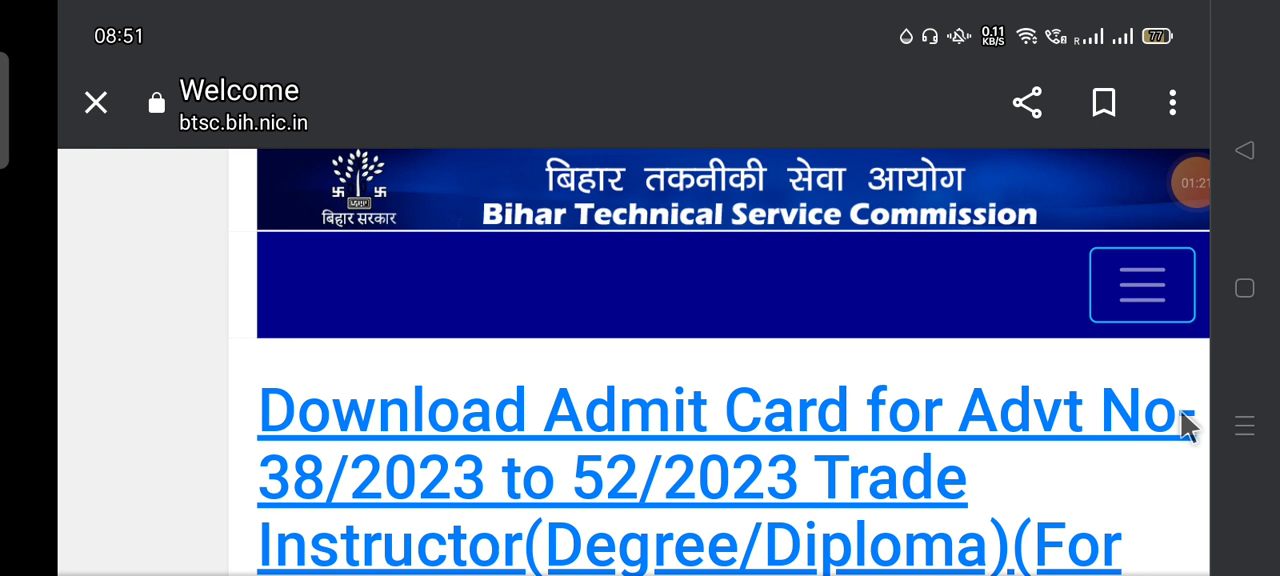 08:51
0.11
KB/S
R
77
Welcome
btsc.bih.nic.in
बिहार तकनीकी सेवा आयोग
01:21
Bihar Technical Service Commission
बिहार सरकार
Download Admit Card for Advt No-
38/2023 to 52/2023 Trade
Instructor(Degree/Diploma)(For